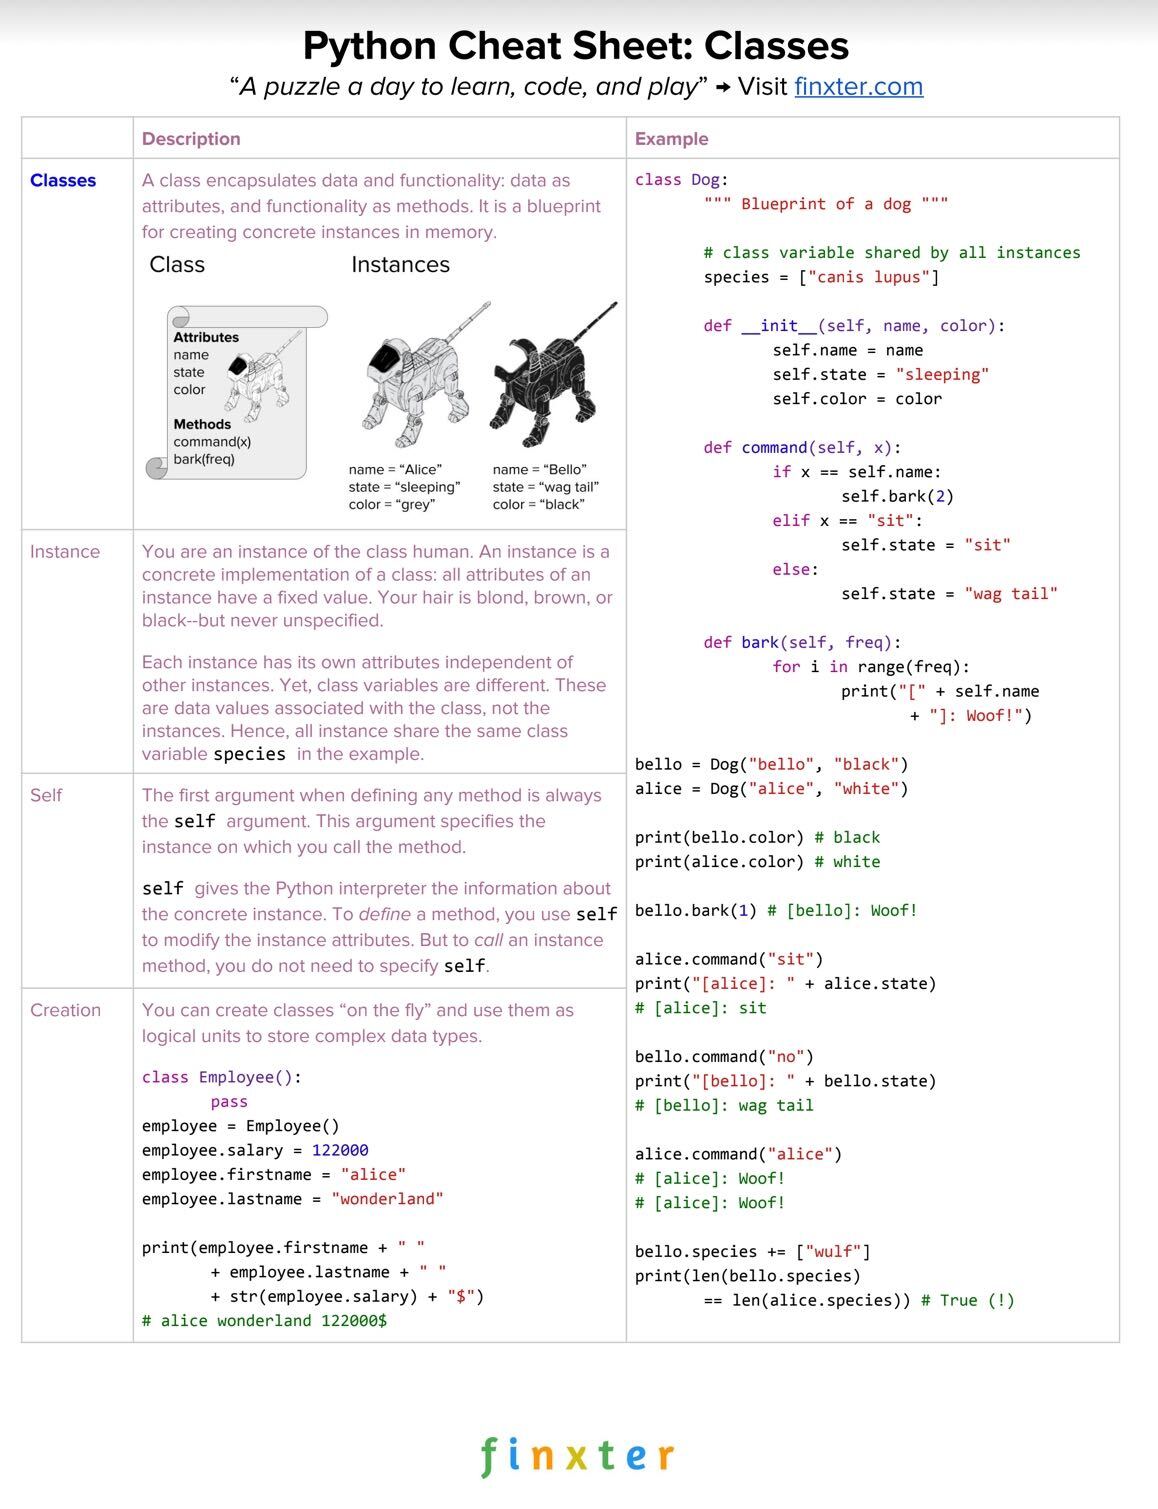 Python Cheat Sheet: Classes
“A puzzle a day to learn, code, and play” → Visit finxter.com
Description
Example
Classes
A class encapsulates data and functionality: data as
attributes, and functionality as methods. It is a blueprint
for creating concrete instances in memory.
Class
Instances
Attributes
name
state
color
Methods
command(x)
bark(freq)
name = “Alice”
state = “sleeping”
color = “grey”
name = “Bello”
state = “wag tail”
color = “black”
Instance
You are an instance of the class human. An instance is a
concrete implementation of a class: all attributes of an
instance have a fixed value. Your hair is blond, brown, or
black--but never unspecified.
Each instance has its own attributes independent of
other instances. Yet, class variables are different. These
are data values associated with the class, not the
instances. Hence, all instance share the same class
variable species in the example.
Self
The first argument when defining any method is always
the self argument. This argument specifies the
instance on which you call the method.
self gives the Python interpreter the information about
the concrete instance. To define a method, you use self
to modify the instance attributes. But to call an instance
method, you do not need to specify self.
Creation
You can create classes “on the fly” and use them as
logical units to store complex data types.
class Employee():
pass
employee = Employee()
employee.salary = 122000
employee.firstname = "alice"
employee.lastname = "wonderland"
print(employee.firstname + " "
+ employee.lastname + " "
+ str(employee.salary) + "$")
# alice wonderland 122000$
class Dog:
""" Blueprint of a dog """
# class variable shared by all instances
species = ["canis lupus"]
def __init__(self, name, color):
self.name = name
self.state = "sleeping"
self.color = color
def command(self, x):
if x == self.name:
self.bark(2)
elif x == "sit":
self.state = "sit"
else:
self.state = "wag tail"
def bark(self, freq):
for i in range(freq):
print("[" + self.name
+ "]: Woof!")
bello = Dog("bello", "black")
alice = Dog("alice", "white")
print(bello.color) # black
print(alice.color) # white
bello.bark(1) # [bello]: Woof!
alice.command("sit")
print("[alice]: " + alice.state)
# [alice]: sit
bello.command("no")
print("[bello]: " + bello.state)
# [bello]: wag tail
alice.command("alice")
# [alice]: Woof!
# [alice]: Woof!
bello.species += ["wulf"]
print(len(bello.species)
== len(alice.species)) # True (!)
finxter